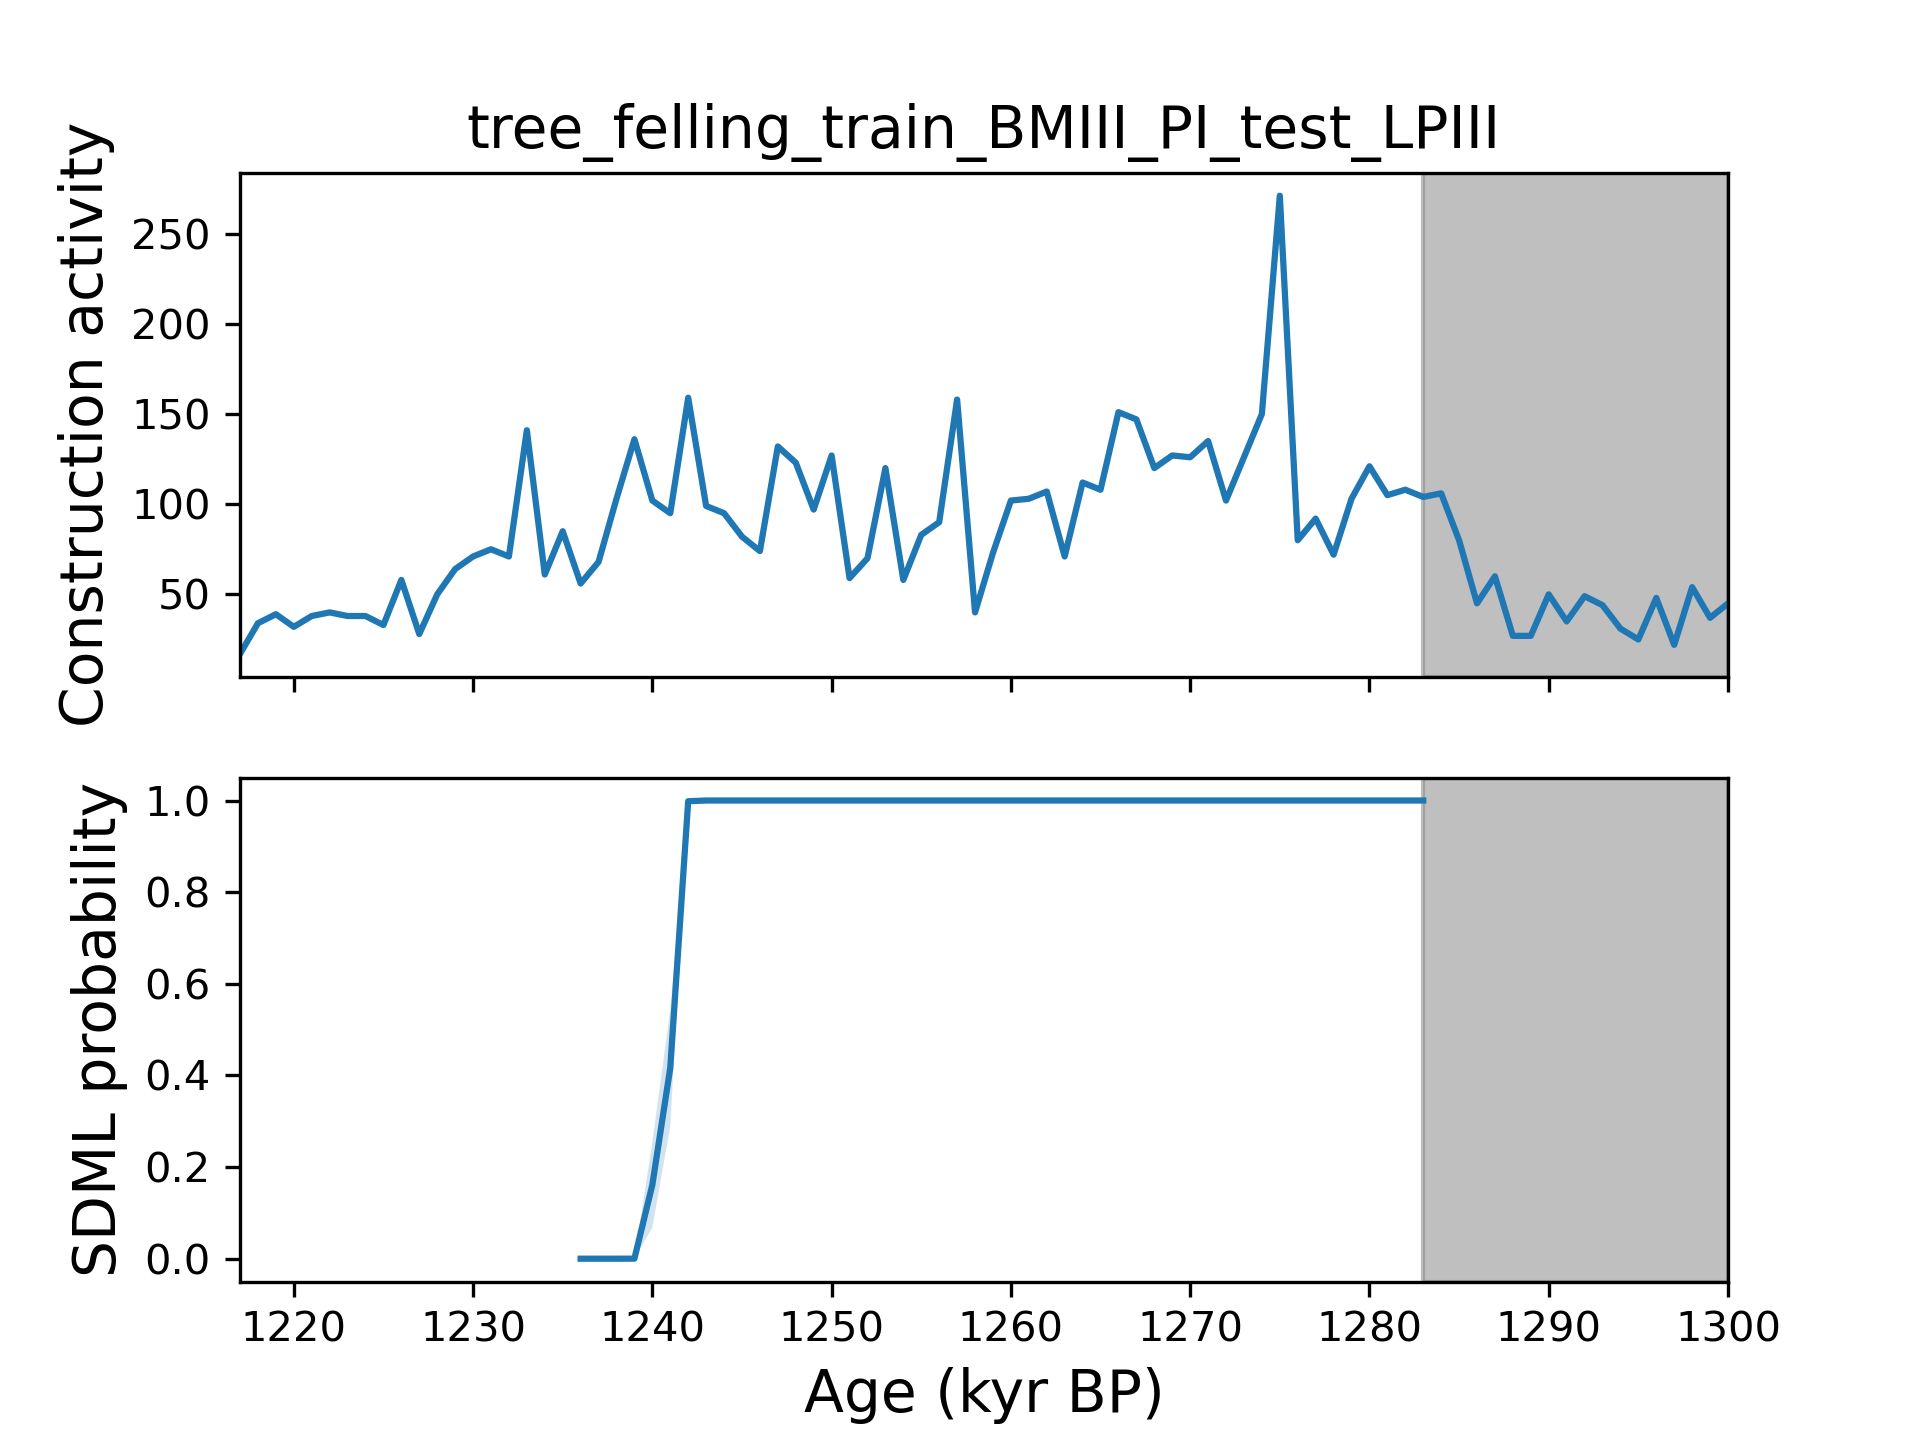 tree_felling_train_BMIII_PI_test_LPIII
Construction activity
250
200
150
100
50
SDML probability
1.0
0.8
0.6
0.4
0.2
0.0
1220 1230 1240 1250 1260 1270 1280 1290 1300
Age (kyr BP)